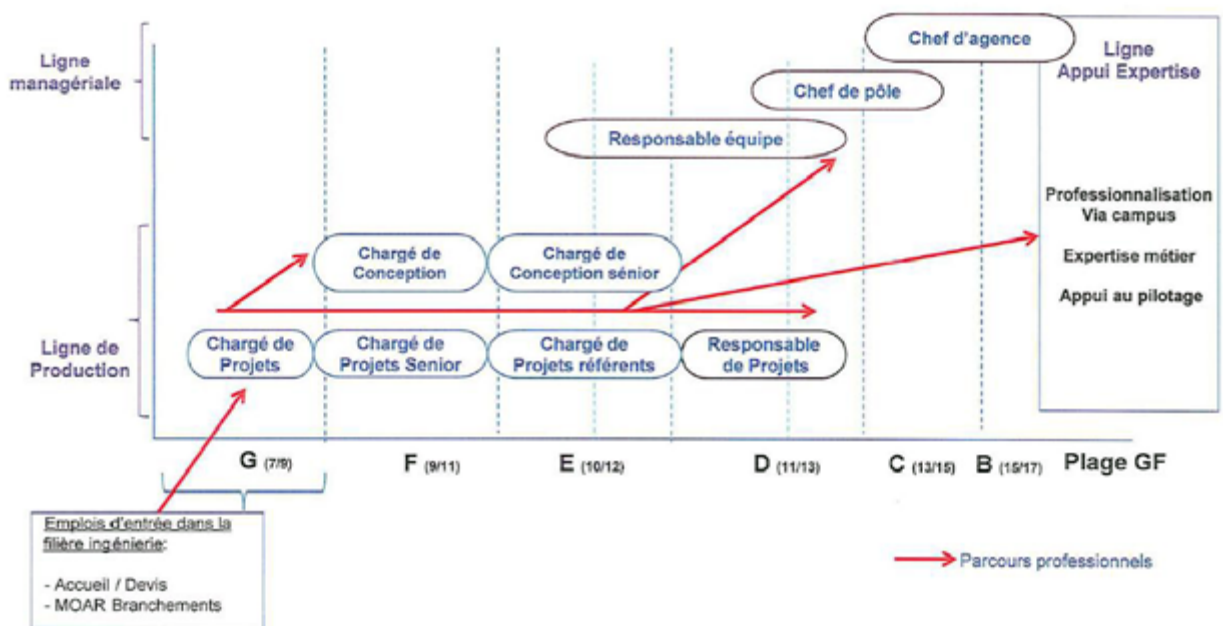 Ligne
managériale
Chef d'agence
Chef de pôle
Responsable équipe
Ligne
Appui Expertise
Professionnalisation
Via campus
Expertise métier
Appui au pilotage
Ligne de
Production
Chargé de
Conception
Chargé de
Conception sénior
Chargé de
Projets
Chargé de
Projets Senior
Chargé de
Projets référents
Responsable
de Projets
G (7/9)
F (9/11)
E (10/12)
D (11/13)
C (13/15)
B (15/17)
Plage GF
Emplois d'entrée dans la
filière ingénierie:
- Accueil / Devis
- MOAR Branchements
Parcours professionnels